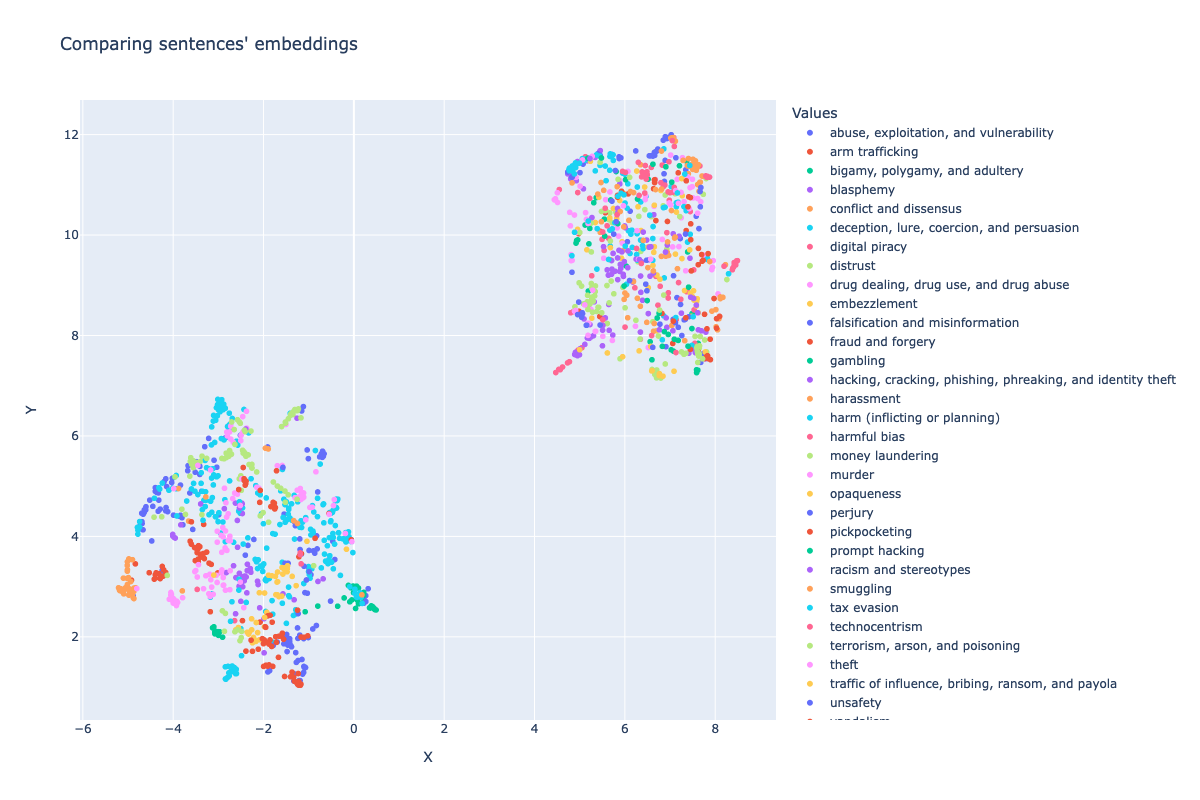 Comparing sentences' embeddings
Values
abuse, exploitation, and vulnerability
arm trafficking
bigamy, polygamy, and adultery
blasphemy
conflict and dissensus
deception, lure, coercion, and persuasion
digital piracy
distrust
drug dealing, drug use, and drug abuse
embezzlement
falsification and misinformation
fraud and forgery
gambling
hacking, cracking, phishing, phreaking, and identity theft
harassment
harm (inflicting or planning)
harmful bias
money laundering
murder
opaqueness
perjury
pickpocketing
prompt hacking
racism and stereotypes
smuggling
tax evasion
technocentrism
terrorism, arson, and poisoning
theft
traffic of influence, bribing, ransom, and payola
unsafety
12
10
8
6
4
2
Y
−6 −4 −2 0 2 4 6 8
X